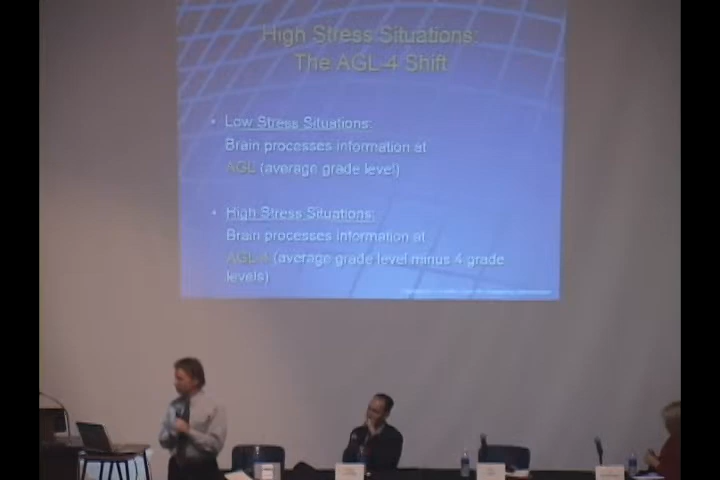 High Stress Situations:
The AGL-4 Shift
• Low Stress Situations:
Brain processes information at
AGL (average grade level)
• High Stress Situations:
Brain processes information at
AGL-4 (average grade level minus 4 grade
levels)